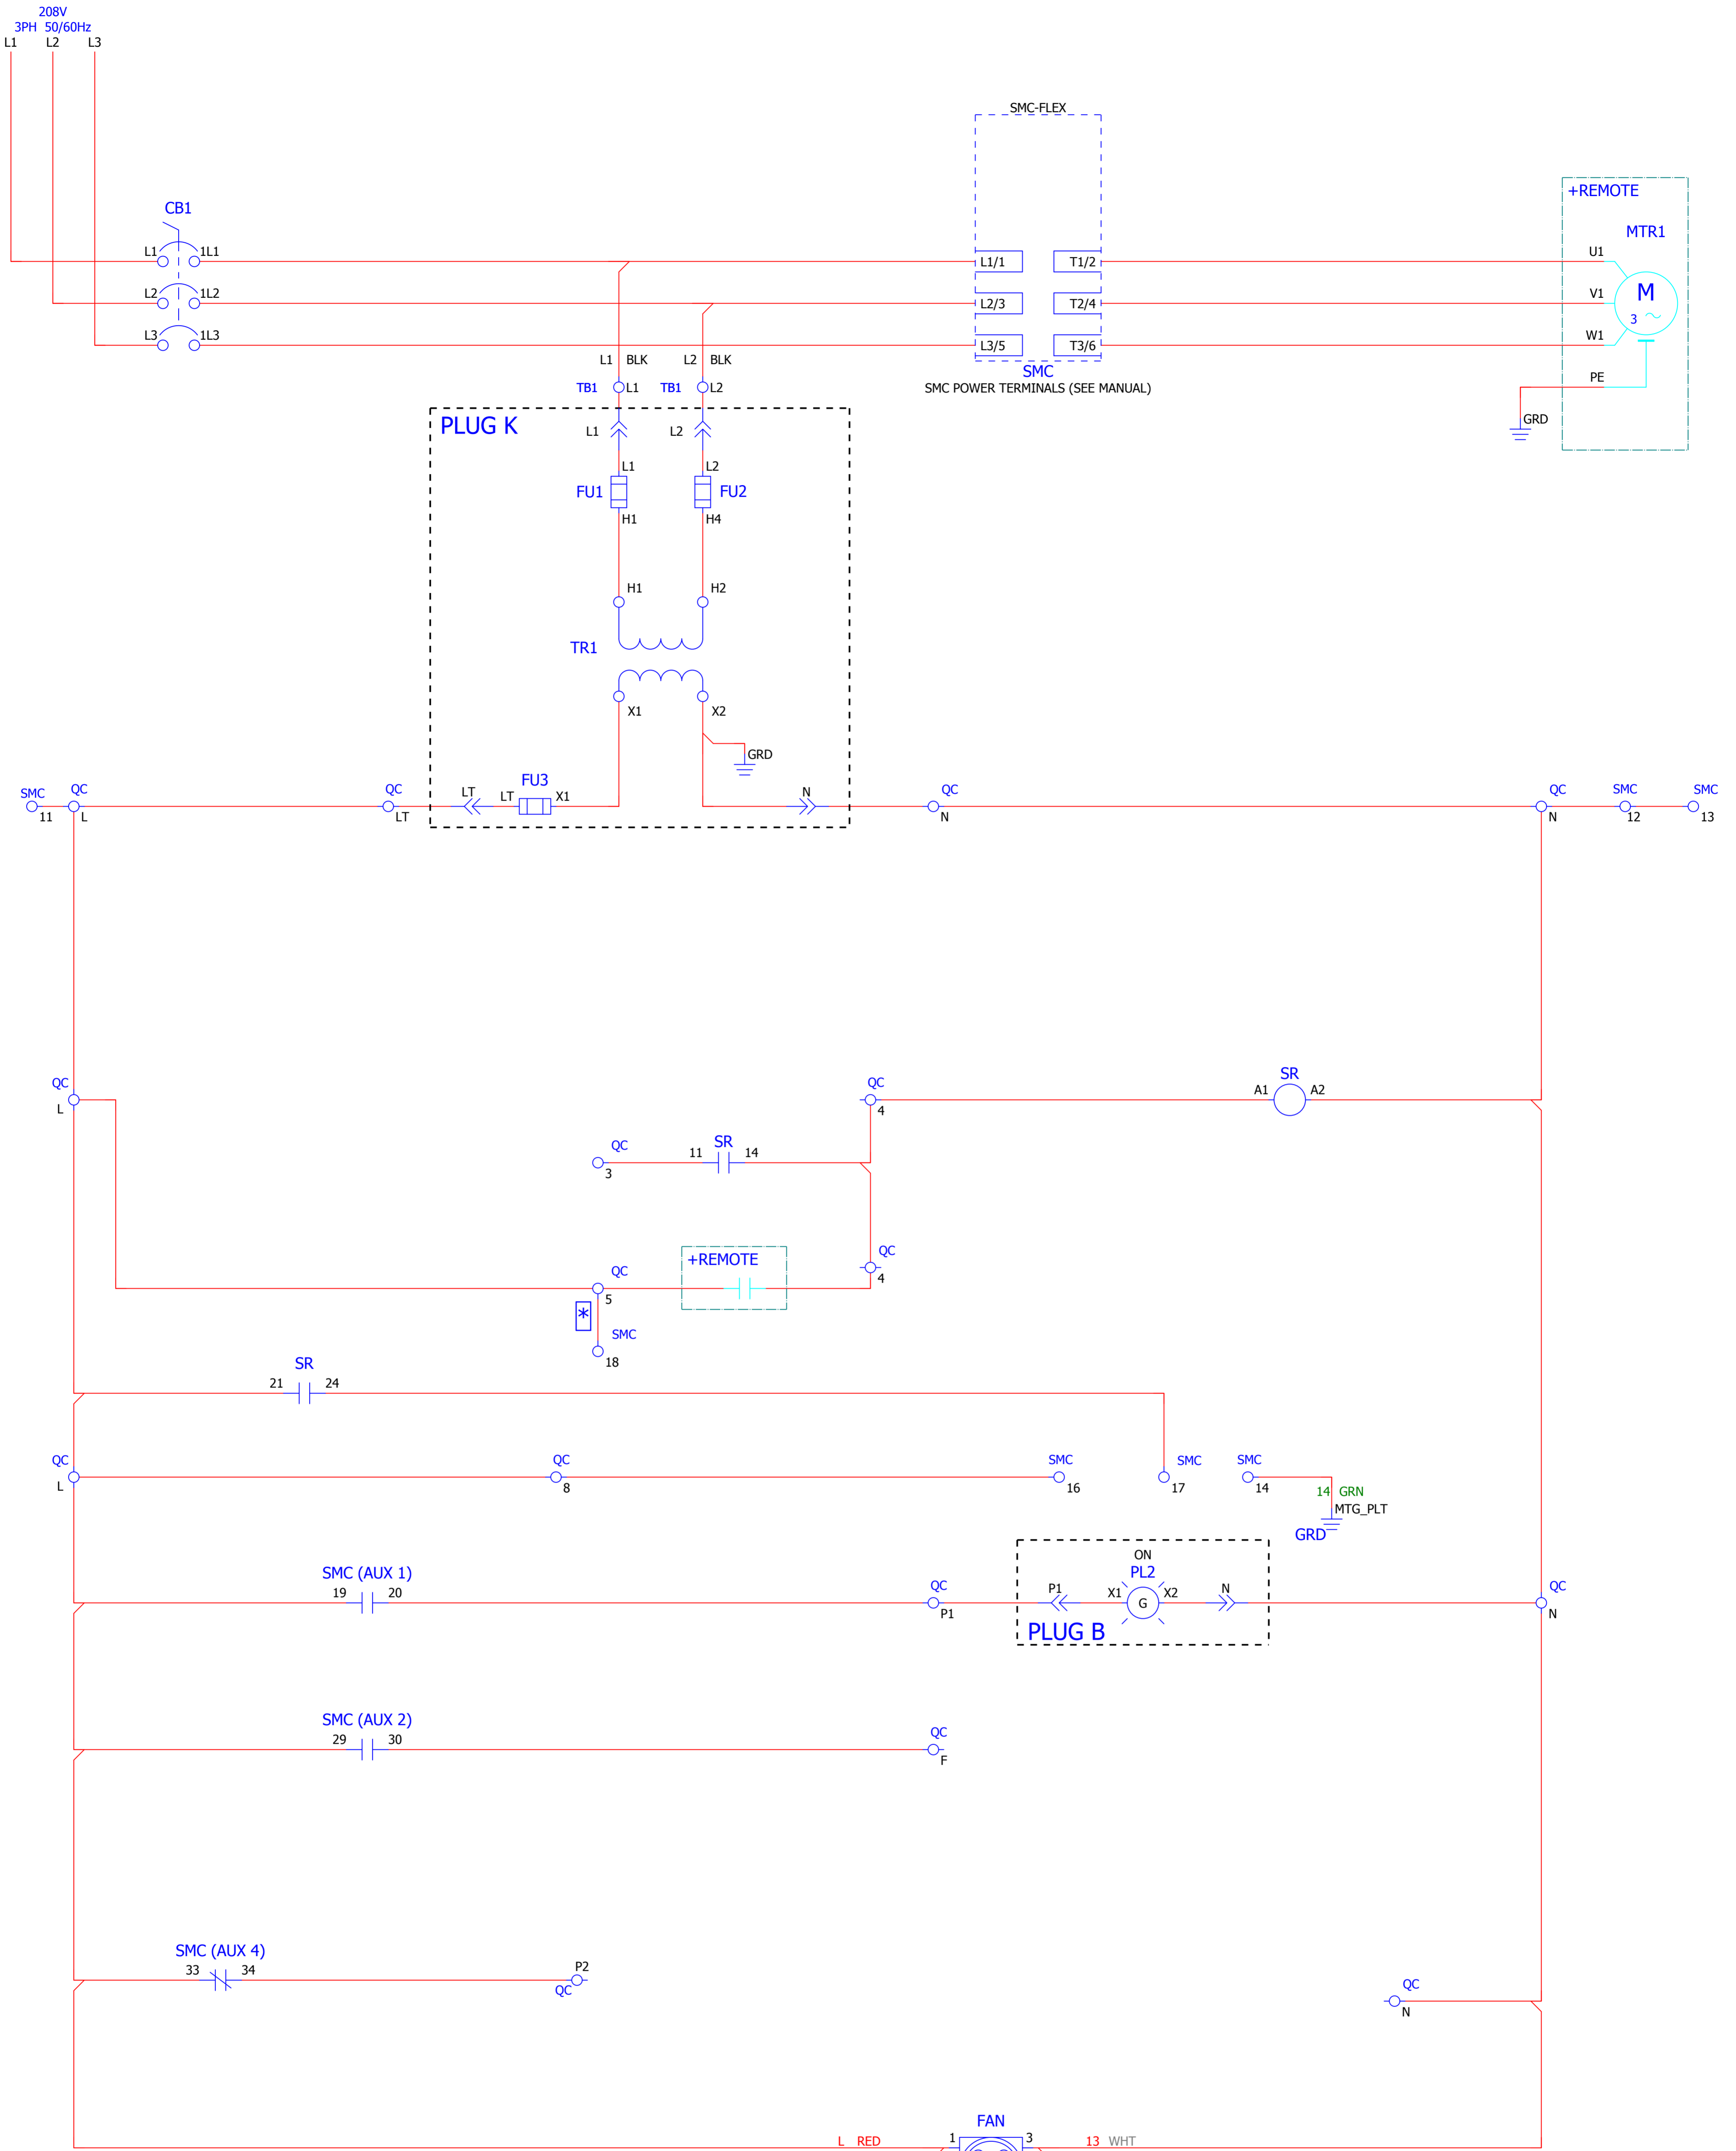 208V
3PH 50/60Hz
L1 L2 L3
SMC-FLEX
+REMOTE
CB1
MTR1
L1 1L1
L1/1 T1/2
U1
L2 1L2
L2/3 T2/4
V1
M
3
L3 1L3
L3/5 T3/6
W1
L1 BLK L2 BLK
SMC
PE
TB1 L1 TB1 L2
SMC POWER TERMINALS (SEE MANUAL)
PLUG K
L1 L2
GRD
L1 L2
FU1 FU2
H1 H4
H1 H2
TR1
X1 X2
GRD
FU3
SMC QC QC
LT LT X1
N
QC QC SMC SMC
11 L LT
N N 12 13
SR
QC QC
A1 A2
L 4
QC
SR
11 14
3
QC
+REMOTE
4
QC
5
*
SMC
18
SR
21 24
QC QC SMC SMC SMC
L 8 16 17 14
14 GRN
MTG_PLT
GRD
ON
SMC (AUX 1)
PL2
19 20
QC
P1 X1 X2 N
QC
G
P1
N
PLUG B
SMC (AUX 2)
29 30
QC
F
SMC (AUX 4)
33 34
P2
QC
QC
N
FAN
L RED 1 3 13 WHT